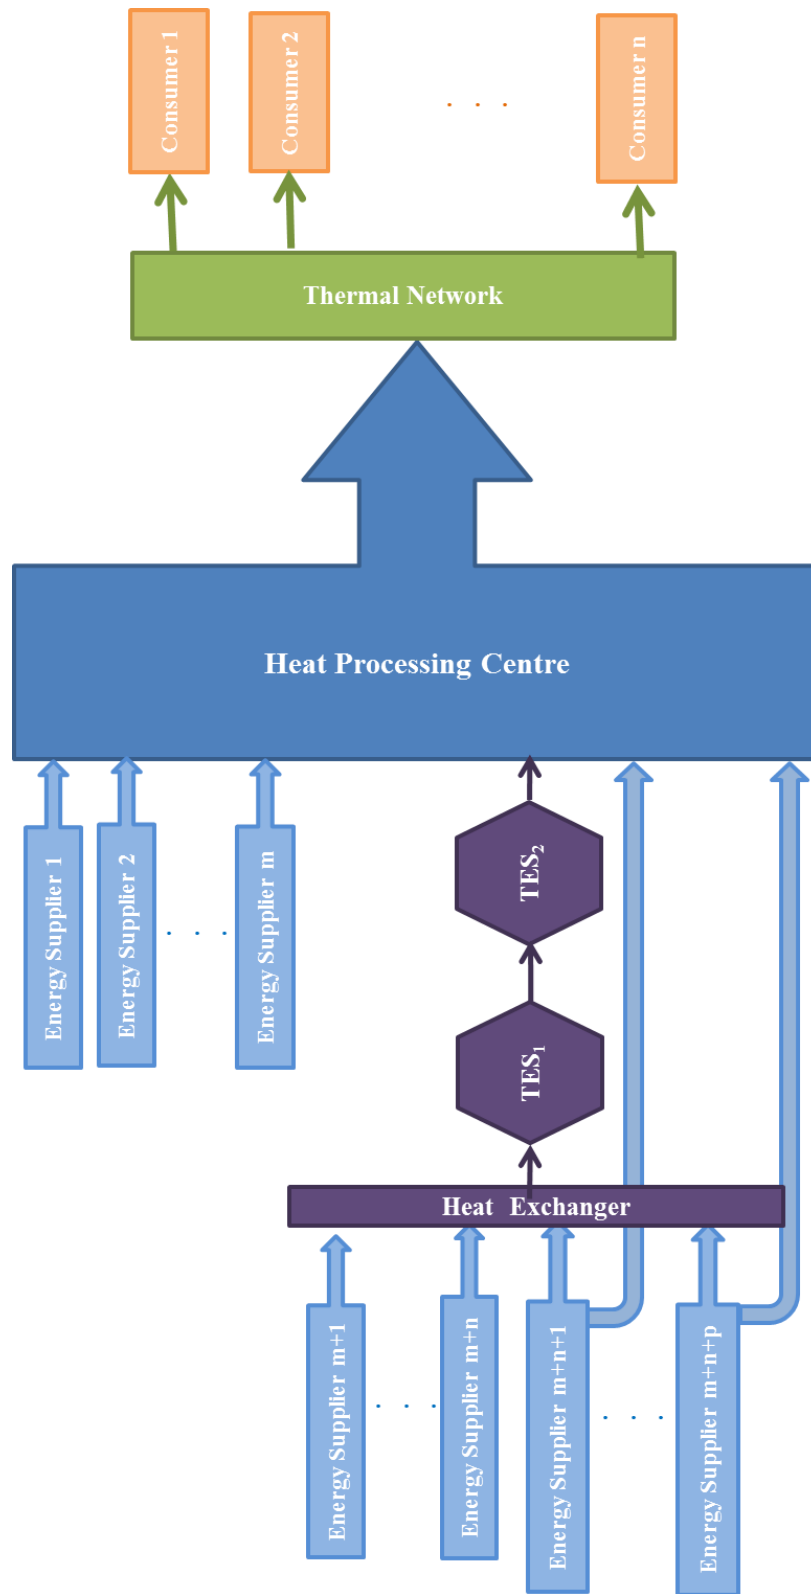 Consumer 1
Consumer 2
. . .
Consumer n
Thermal Network
Heat Processing Centre
Energy Supplier 1
Energy Supplier 2
. . .
Energy Supplier m
TES₂
TES₁
Heat Exchanger
Energy Supplier m+1
. . .
Energy Supplier m+n
Energy Supplier m+n+1
. . .
Energy Supplier m+n+p